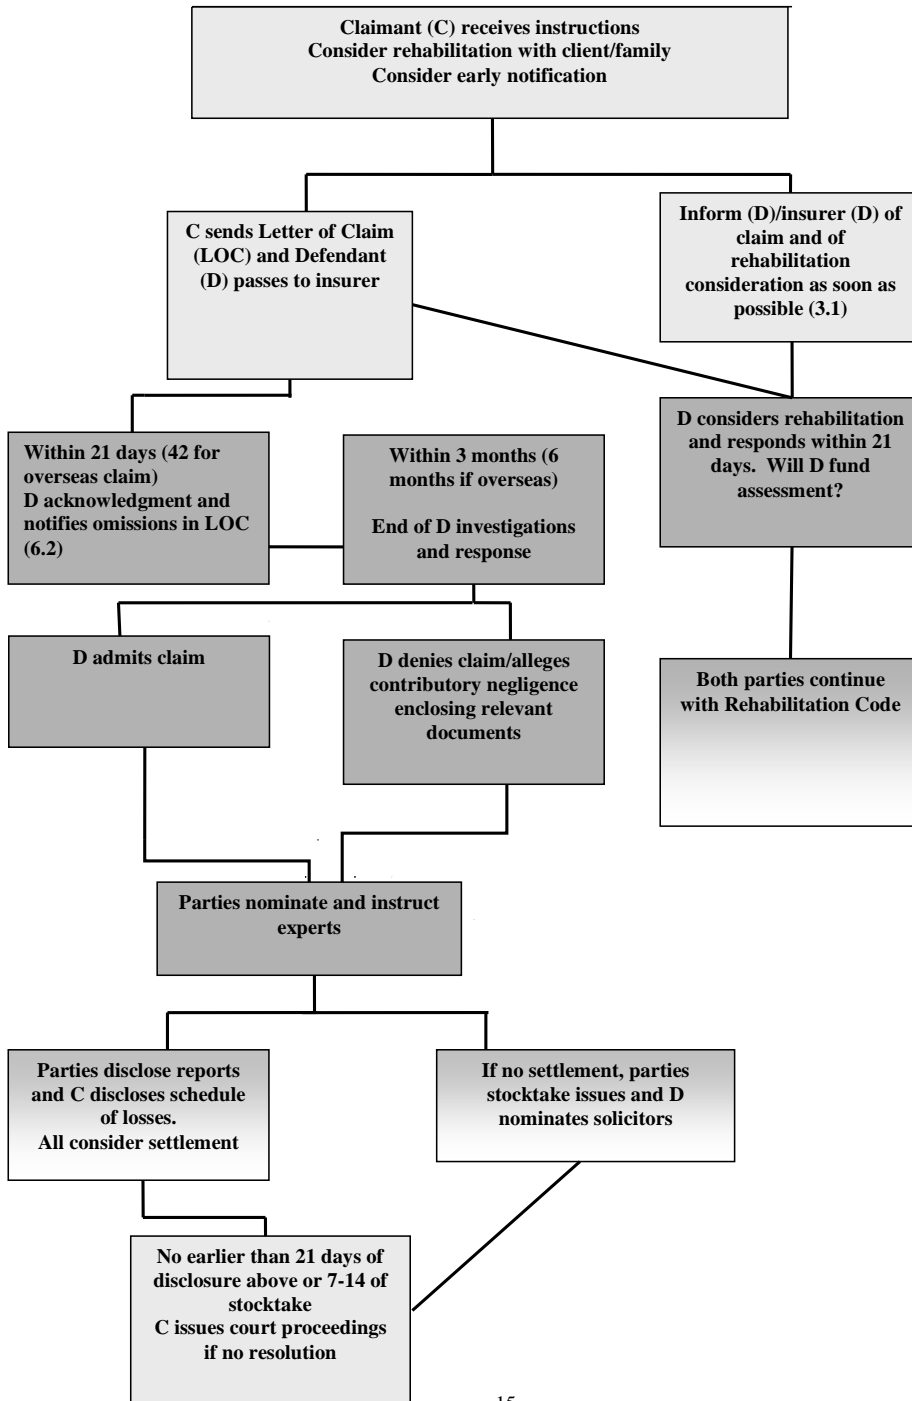 Claimant (C) receives instructions
Consider rehabilitation with client/family
Consider early notification
C sends Letter of Claim
(LOC) and Defendant
(D) passes to insurer
Inform (D)/insurer (D) of
claim and of
rehabilitation
consideration as soon as
possible (3.1)
Within 21 days (42 for
overseas claim)
D acknowledgment and
notifies omissions in LOC
(6.2)
Within 3 months (6
months if overseas)
End of D investigations
and response
D considers rehabilitation
and responds within 21
days. Will D fund
assessment?
D admits claim
D denies claim/alleges
contributory negligence
enclosing relevant
documents
Both parties continue
with Rehabilitation Code
Parties nominate and instruct
experts
Parties disclose reports
and C discloses schedule
of losses.
All consider settlement
If no settlement, parties
stocktake issues and D
nominates solicitors
No earlier than 21 days of
disclosure above or 7-14 of
stocktake
C issues court proceedings
if no resolution
15